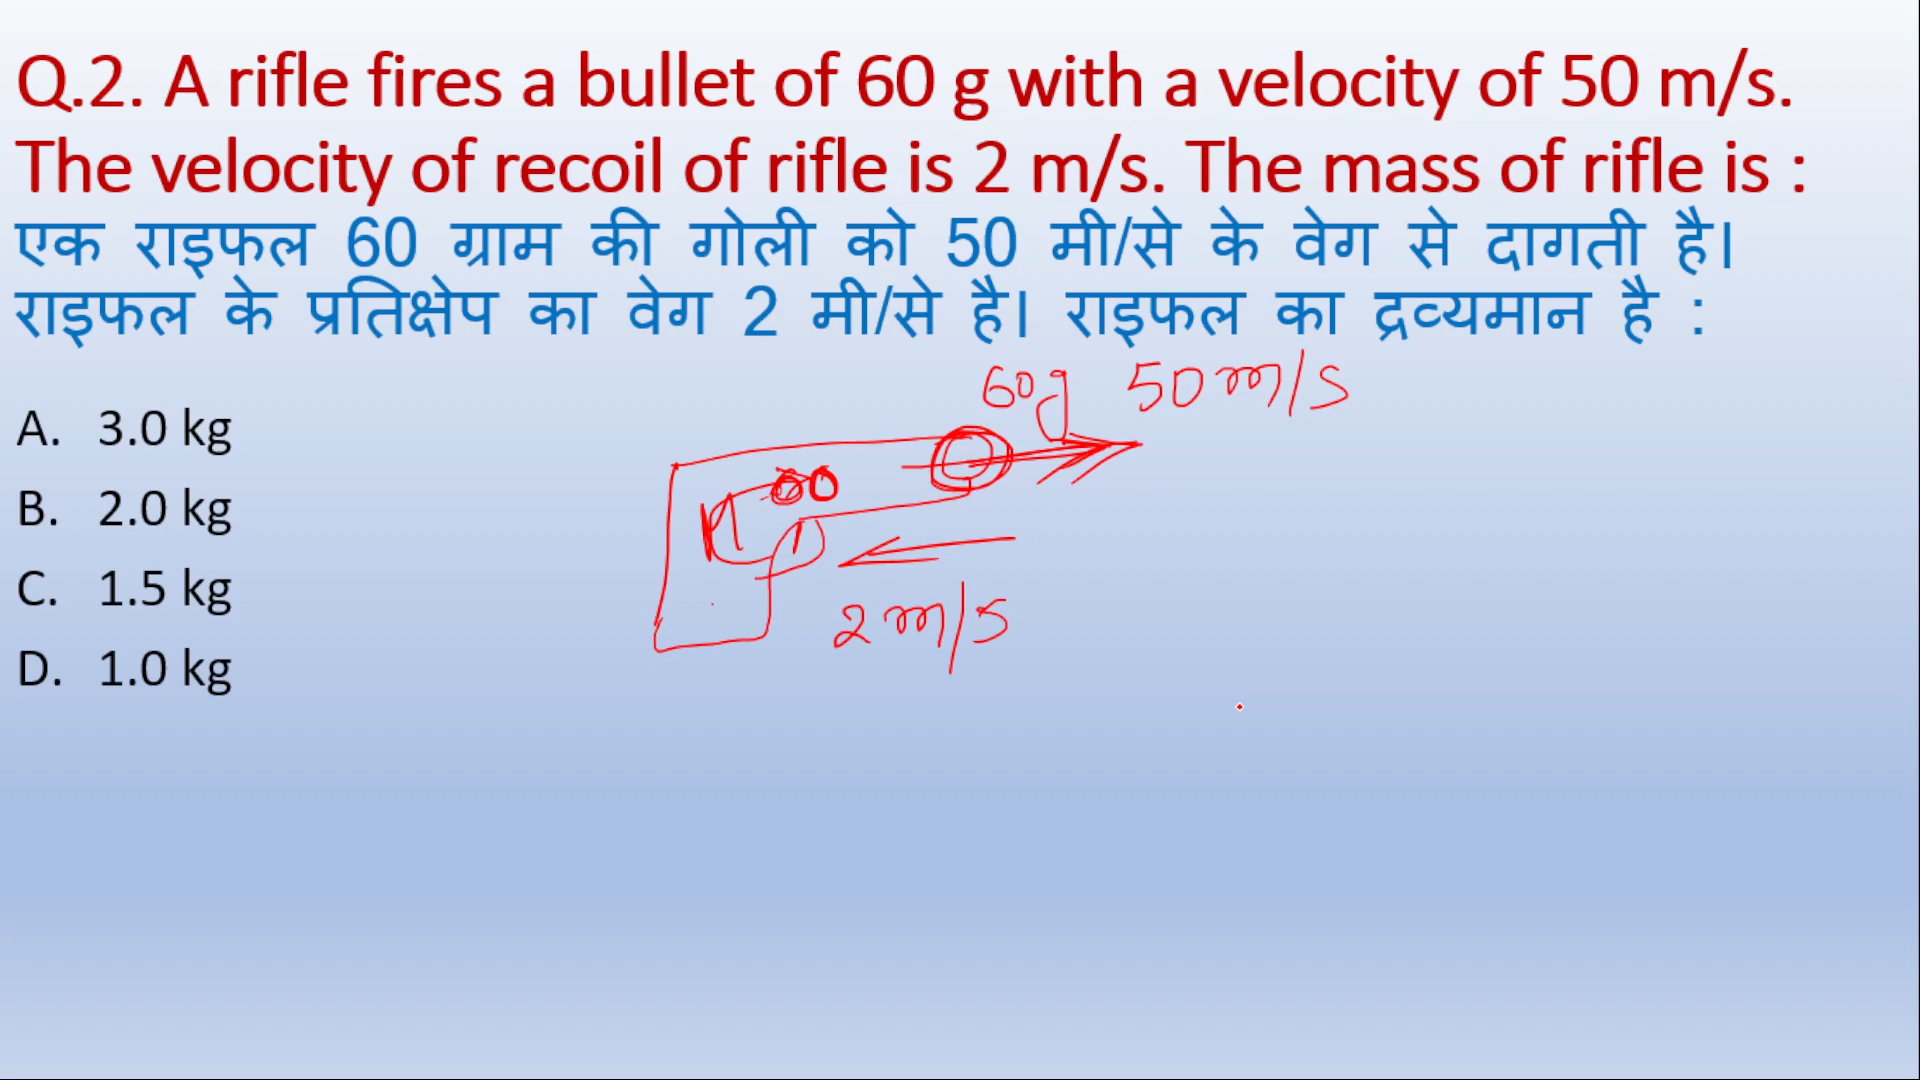 Q.2. A rifle fires a bullet of 60 g with a velocity of 50 m/s.
The velocity of recoil of rifle is 2 m/s. The mass of rifle is :
एक राइफल 60 ग्राम की गोली को 50 मी/से के वेग से दागती है।
राइफल के प्रतिक्षेप का वेग 2 मी/से है। राइफल का द्रव्यमान है :
60g 50m/s
A. 3.0 kg
B. 2.0 kg
C. 1.5 kg
2m/s
D. 1.0 kg